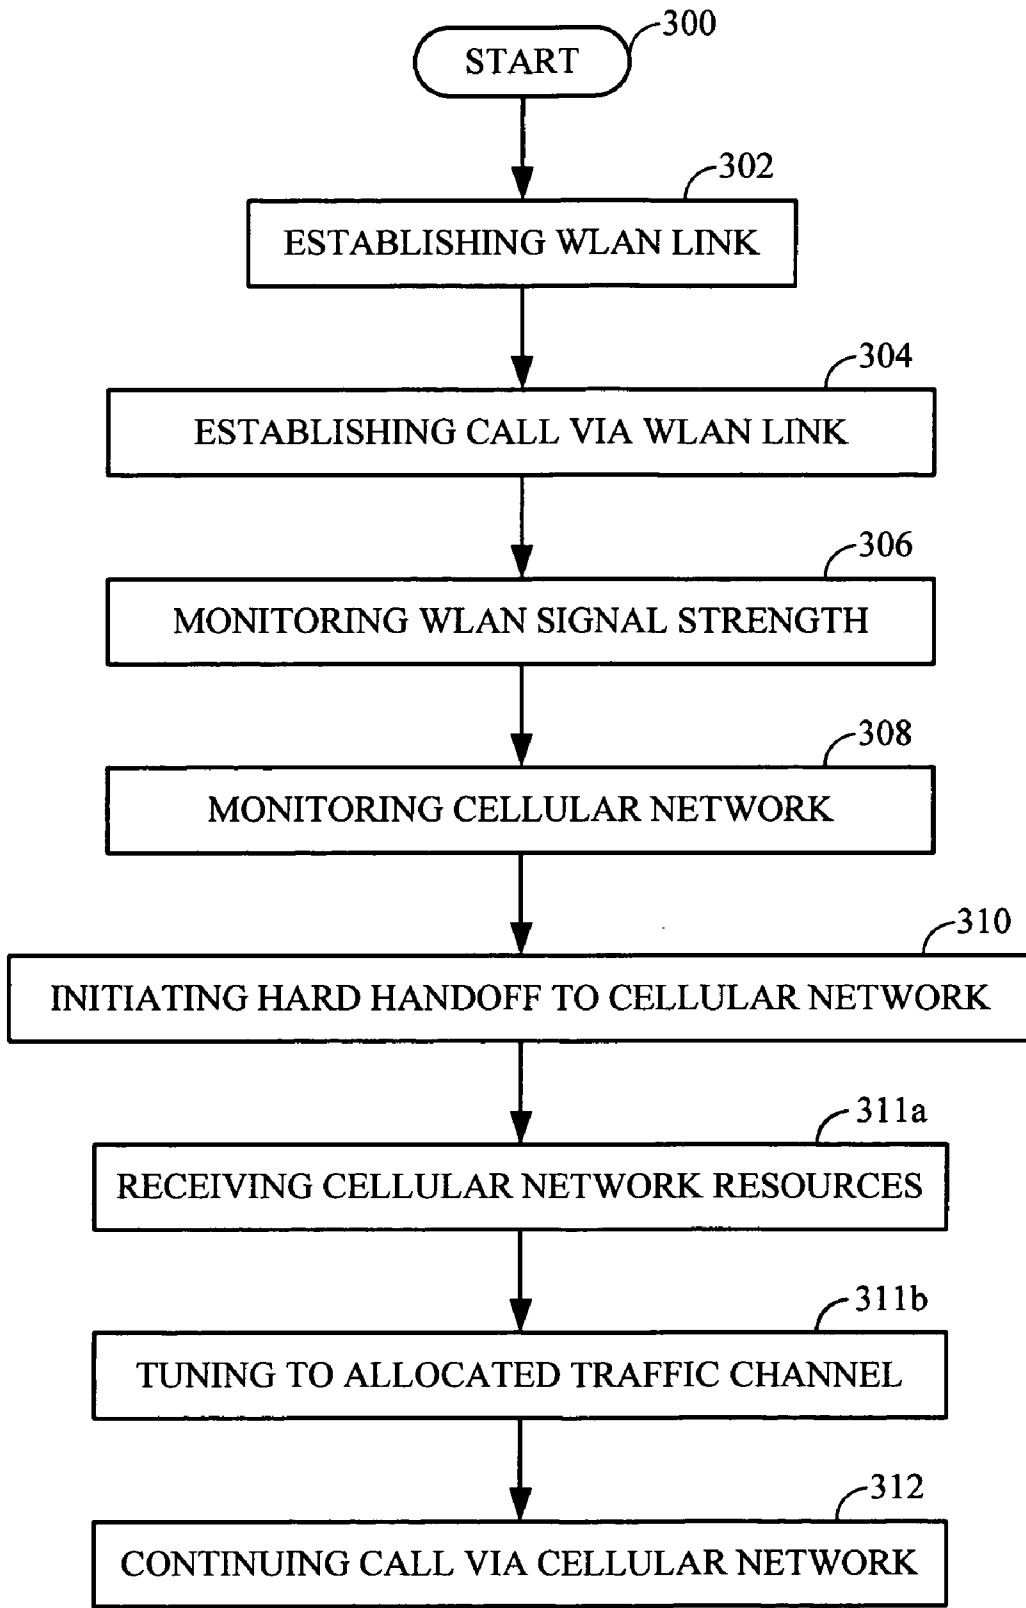 300
START
302
ESTABLISHING WLAN LINK
304
ESTABLISHING CALL VIA WLAN LINK
306
MONITORING WLAN SIGNAL STRENGTH
308
MONITORING CELLULAR NETWORK
310
INITIATING HARD HANDOFF TO CELLULAR NETWORK
311a
RECEIVING CELLULAR NETWORK RESOURCES
311b
TUNING TO ALLOCATED TRAFFIC CHANNEL
312
CONTINUING CALL VIA CELLULAR NETWORK